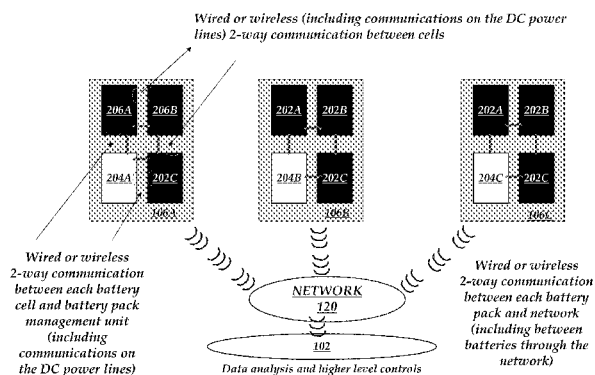 Wired or wireless (including communications on the DC power
lines) 2-way communication between cells
206A 206B
204A 202C
106A
202A 202B
204B 202C
106B
202A 202B
204C 202C
106C
Wired or wireless
2-way communication
between each battery
cell and battery pack
management unit
(including
communications on
the DC power lines)
NETWORK
120
102
Data analysis and higher level controls
Wired or wireless
2-way communication
between each battery
pack and network
(including between
batteries through the
network)